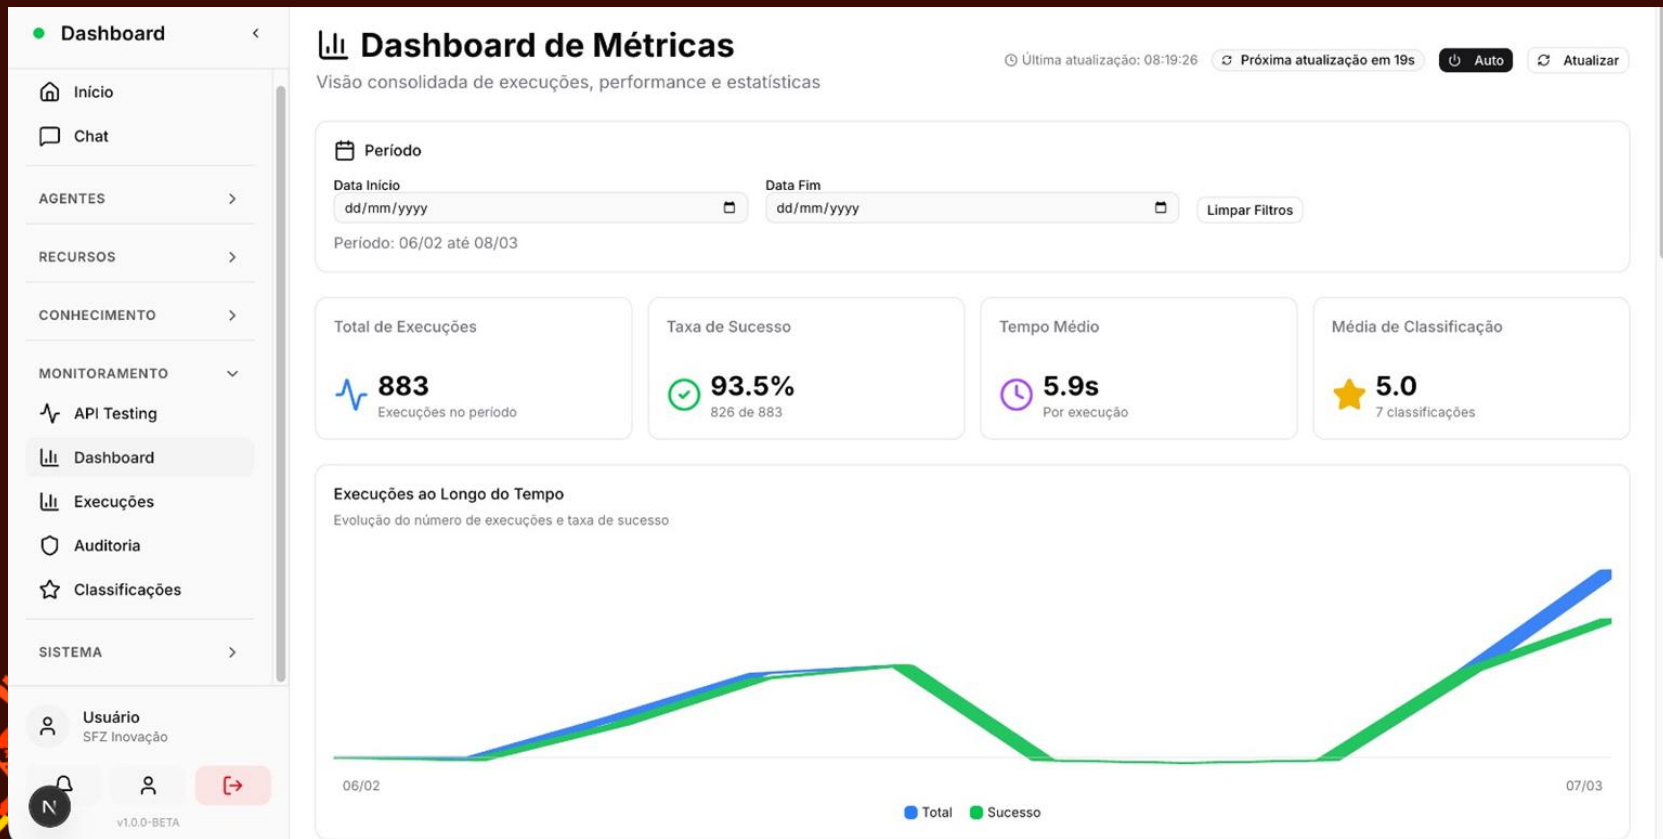 Dashboard
Início
Chat
AGENTES
RECURSOS
CONHECIMENTO
MONITORAMENTO
API Testing
Dashboard
Execuções
Auditoria
Classificações
SISTEMA
Usuário
SFZ Inovação
N
v1.0.0-BETA
Dashboard de Métricas
Visão consolidada de execuções, performance e estatísticas
Última atualização: 08:19:26
Próxima atualização em 19s
Auto
Atualizar
Período
Data Início
dd/mm/yyyy
Data Fim
dd/mm/yyyy
Limpar Filtros
Período: 06/02 até 08/03
Total de Execuções
883
Execuções no período
Taxa de Sucesso
93.5%
826 de 883
Tempo Médio
5.9s
Por execução
Média de Classificação
5.0
7 classificações
Execuções ao Longo do Tempo
Evolução do número de execuções e taxa de sucesso
06/02
07/03
Total
Sucesso